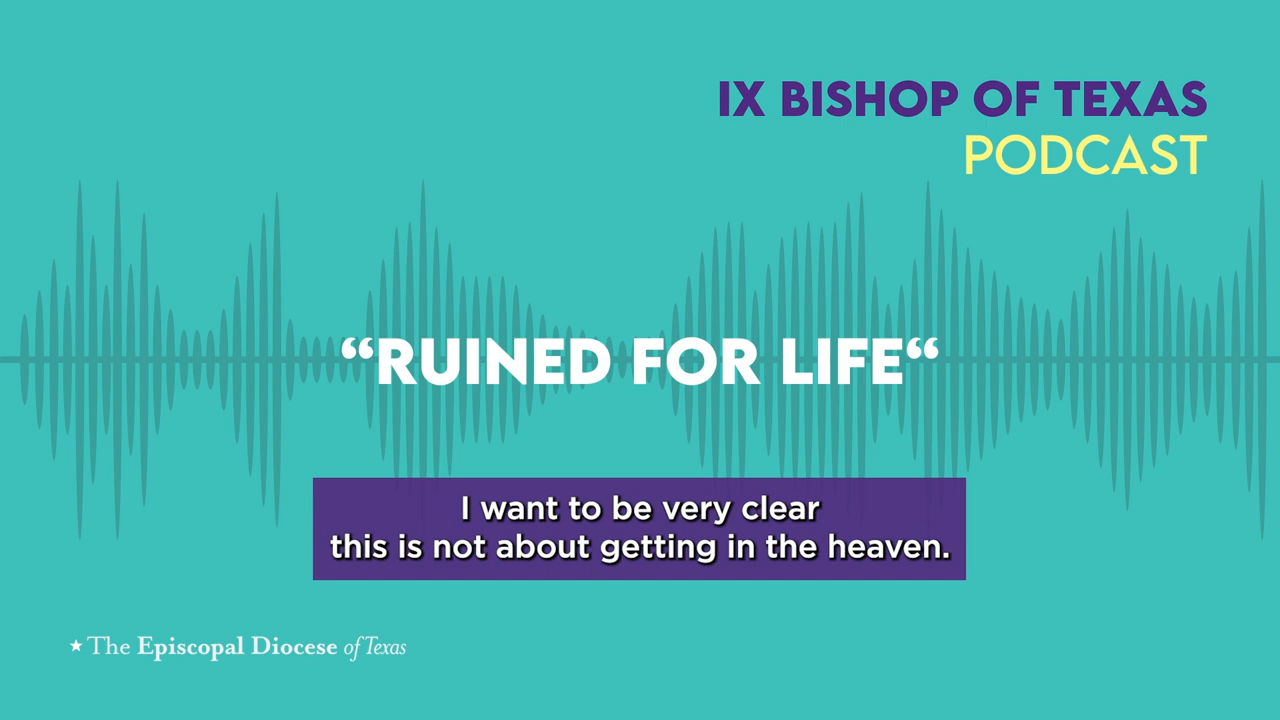 IX BISHOP OF TEXAS
PODCAST
“RUINED FOR LIFE“
I want to be very clear
this is not about getting in the heaven.
The Episcopal Diocese of Texas